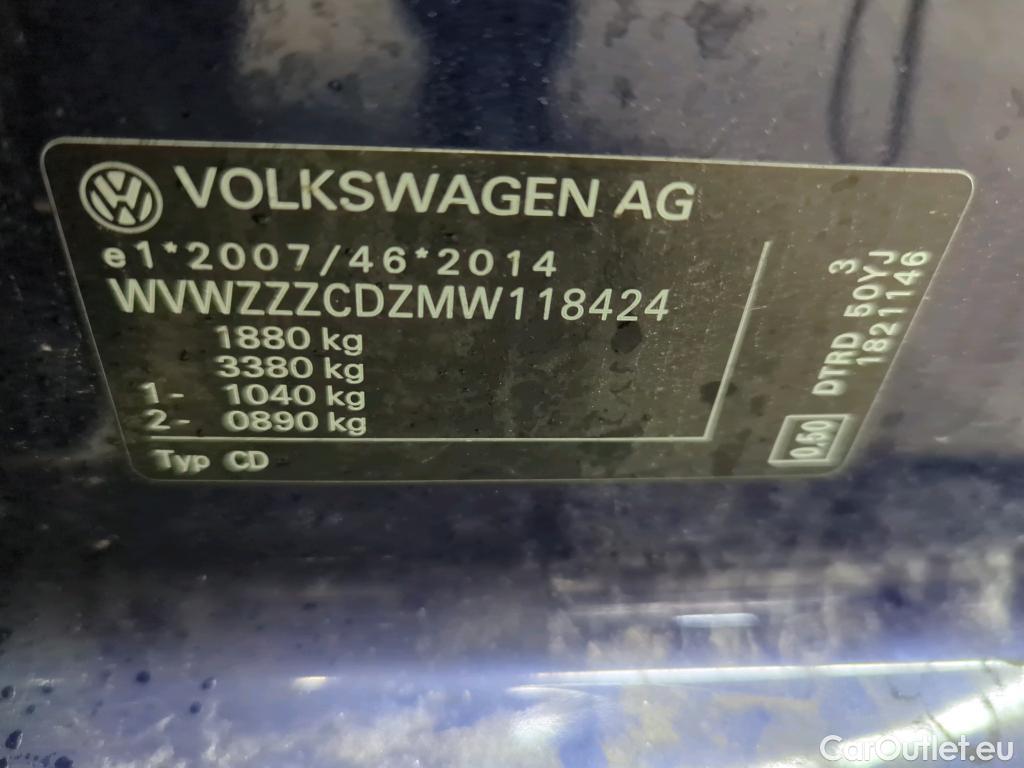 VOLKSWAGEN AG
e1*2007/46*2014
WVWZZZCDZMW118424
1880 kg
3380 kg
1- 1040 kg
2- 0890 kg
Typ CD
3
DTRD 50YJ
1821146
0.50
CarOutlet.eu